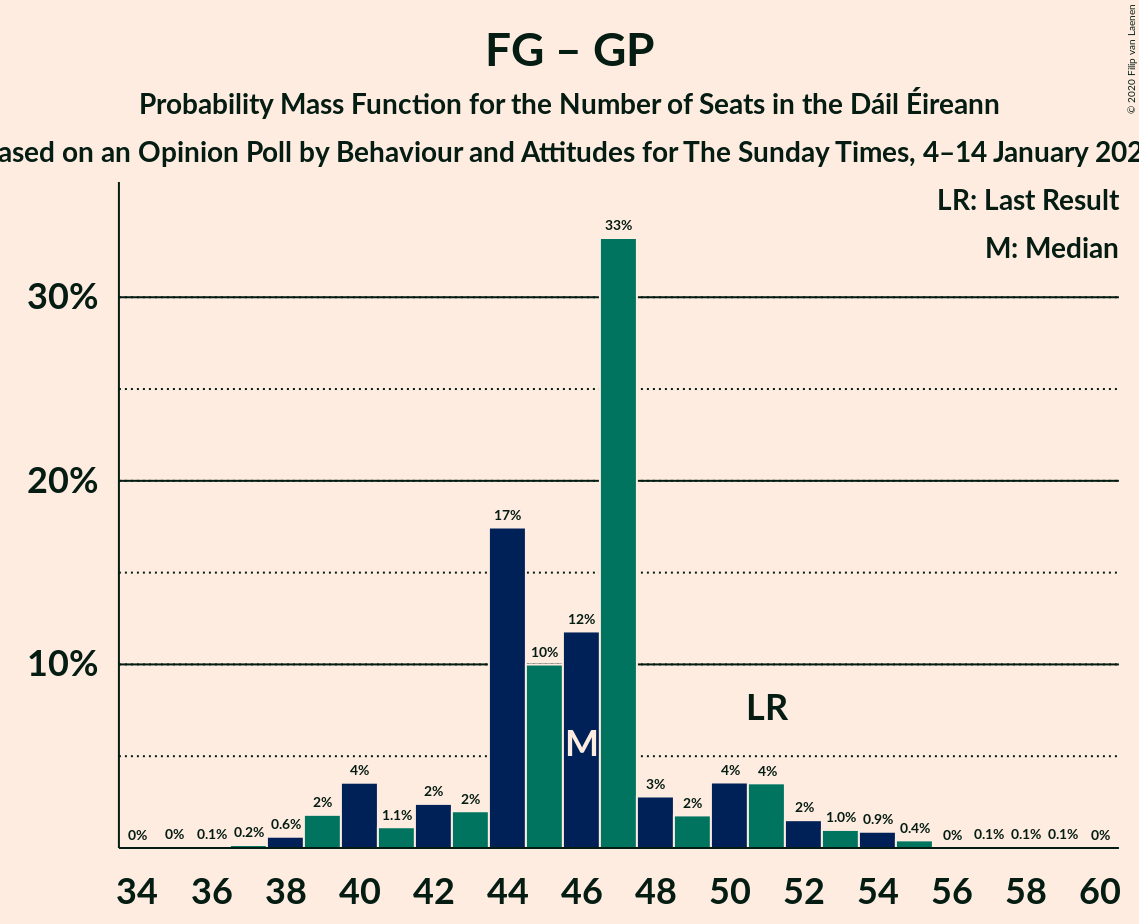 FG – GP
Probability Mass Function for the Number of Seats in the Dáil Éireann
ased on an Opinion Poll by Behaviour and Attitudes for The Sunday Times, 4–14 January 202
© 2020 Filip van Laenen
LR: Last Result
M: Median
30%
20%
10%
0% 0% 0.1% 0.2% 0.6% 2% 4% 1.1% 2% 2% 17% 10% 12% 33% 3% 2% 4% 4% 2% 1.0% 0.9% 0.4% 0% 0.1% 0.1% 0.1% 0%
LR
M
34 36 38 40 42 44 46 48 50 52 54 56 58 60